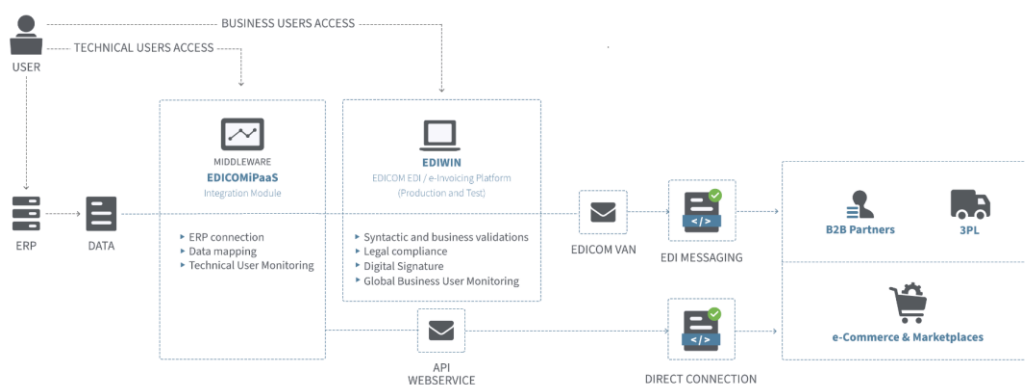 BUSINESS USERS ACCESS
TECHNICAL USERS ACCESS
USER
MIDDLEWARE
EDICOMiPaaS
Integration Module
EDIWIN
EDICOM EDI / e-Invoicing Platform
(Production and Test)
ERP
DATA
ERP connection
Data mapping
Technical User Monitoring
Syntactic and business validations
Legal compliance
Digital Signature
Global Business User Monitoring
EDICOM VAN
</>
EDI MESSAGING
B2B Partners
3PL
API
WEBSERVICE
</>
DIRECT CONNECTION
e-Commerce & Marketplaces